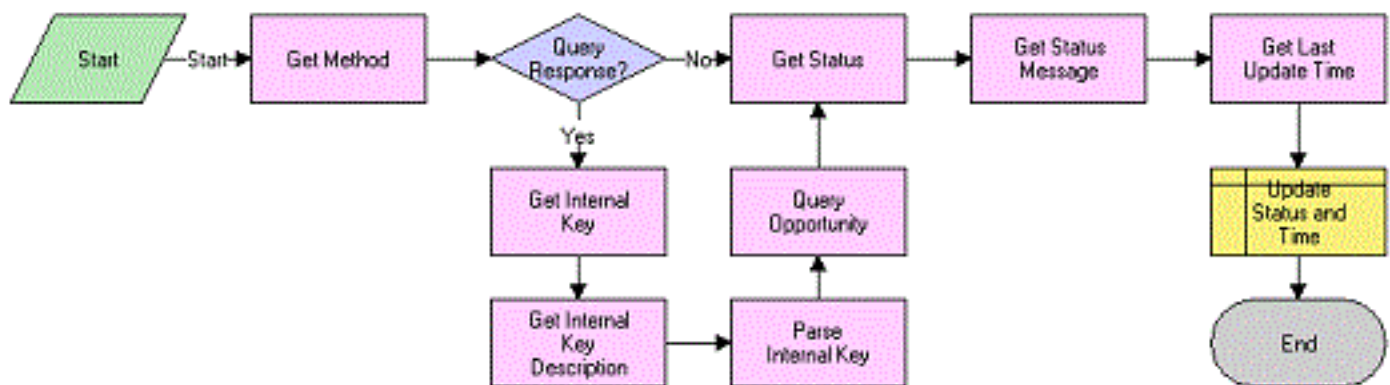 Start
Start
Get Method
Query
Response?
No
Get Status
Get Status
Message
Get Last
Update Time
Yes
Get Internal
Key
Query
Opportunity
Update
Status and
Time
Get Internal
Key
Description
Parse
Internal Key
End